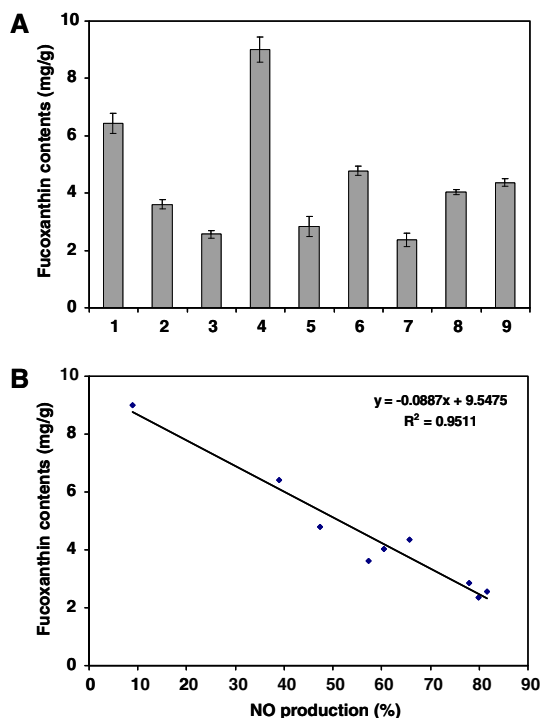 A
Fucoxanthin contents (mg/g)
10
8
6
4
2
0
1 2 3 4 5 6 7 8 9
B
Fucoxanthin contents (mg/g)
10
8
6
4
2
0
y = -0.0887x + 9.5475
R² = 0.9511
0 10 20 30 40 50 60 70 80 90
NO production (%)